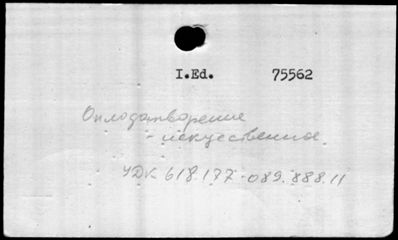 I.Ed. 75562
Оплодотворение
- искусственное
УДК 618.177-089.888.11